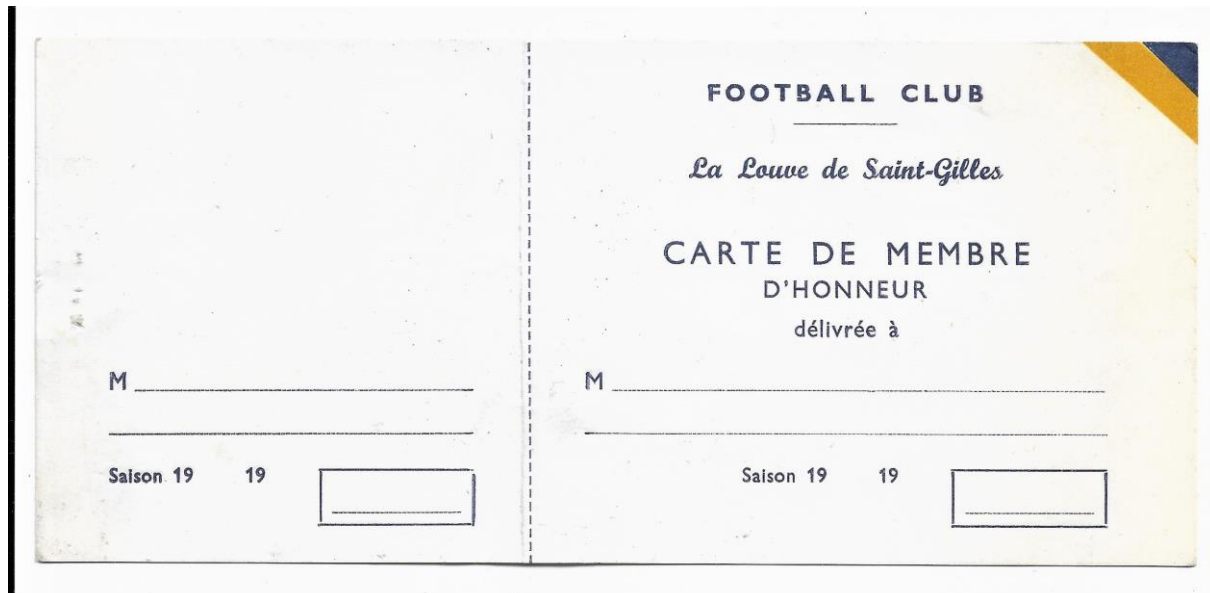 M
Saison 19 19
FOOTBALL CLUB
La Louve de Saint-Gilles
CARTE DE MEMBRE
D'HONNEUR
délivrée à
M
Saison 19 19